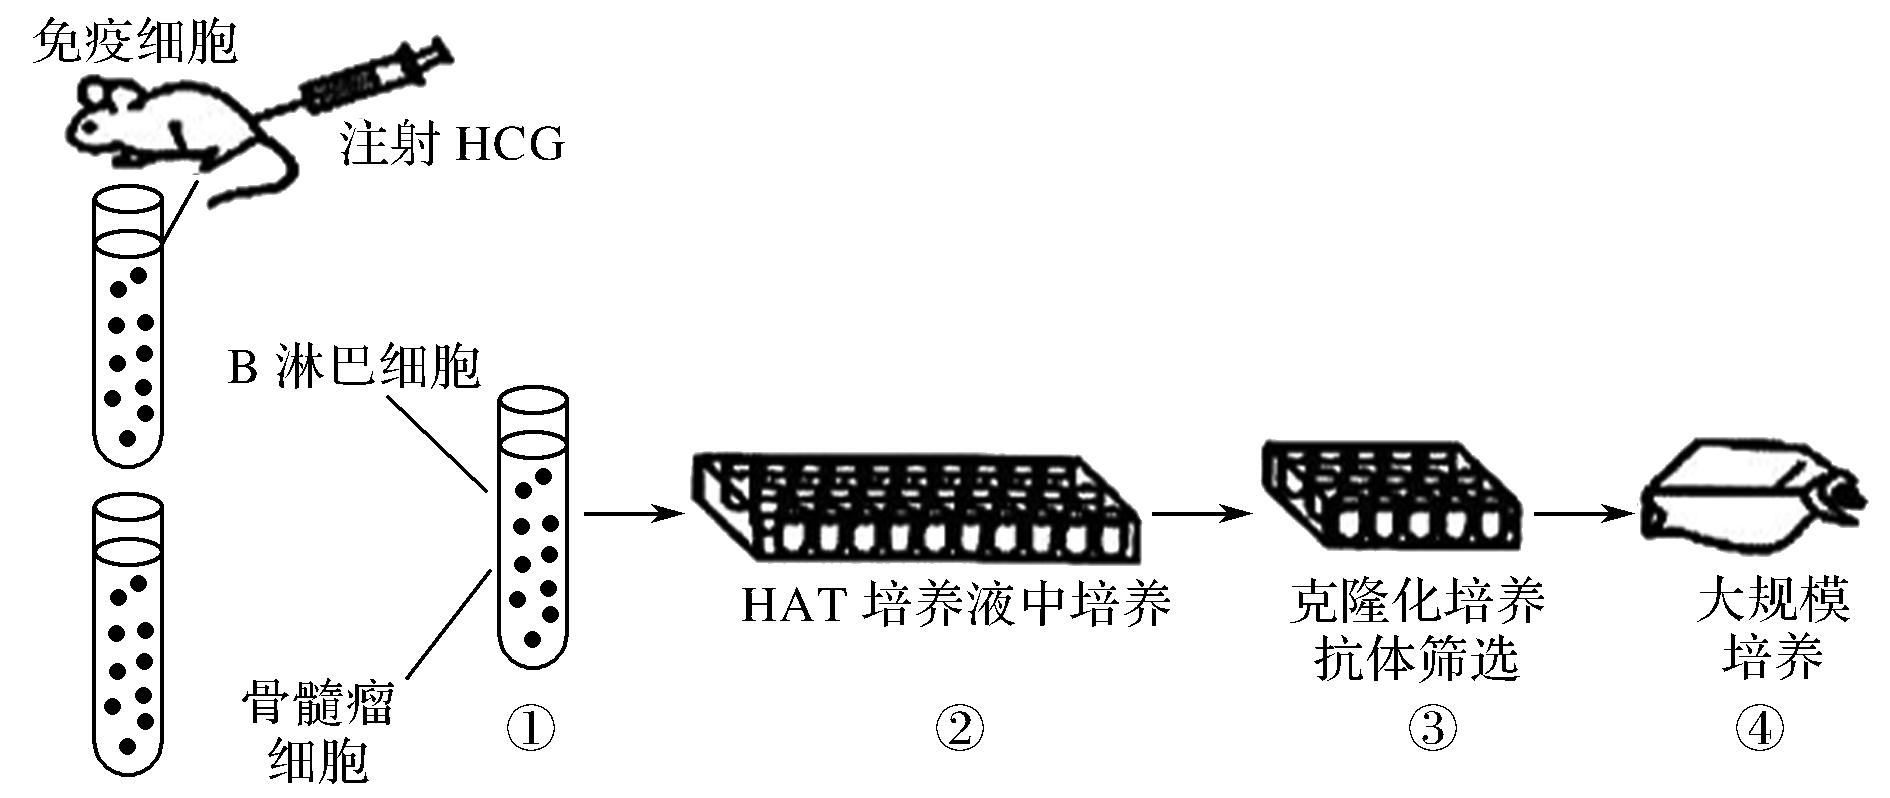 免疫细胞
注射 HCG
B 淋巴细胞
骨髓瘤
细胞
HAT 培养液中培养
克隆化培养
抗体筛选
大规模
培养
①
②
③
④